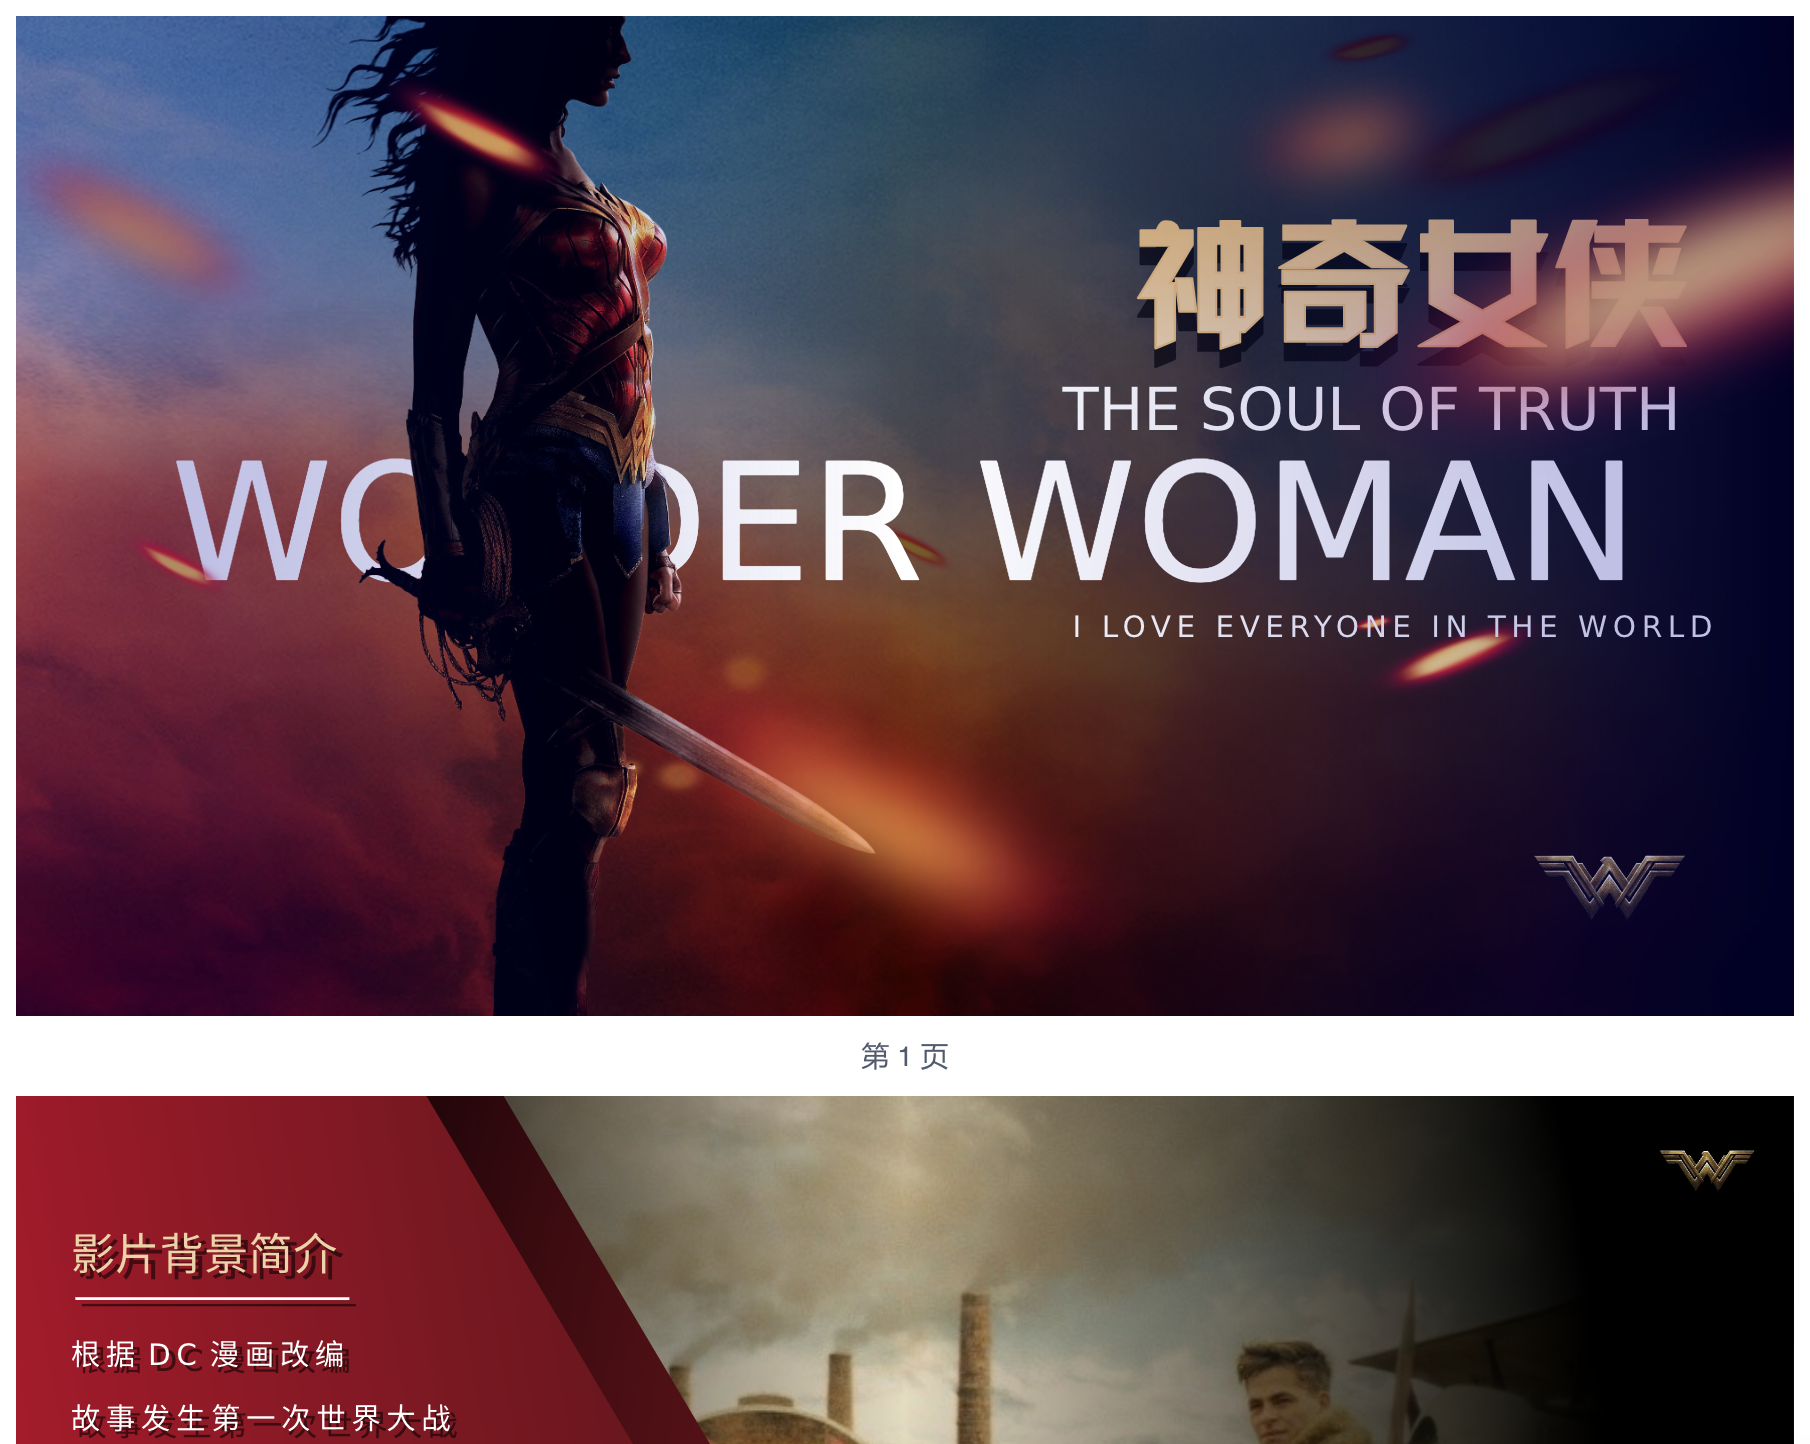 神奇女侠
THE SOUL OF TRUTH
WONDER WOMAN
I LOVE EVERYONE IN THE WORLD
第 1 页
影片背景简介
根据 DC 漫画改编
故事发生第一次世界大战